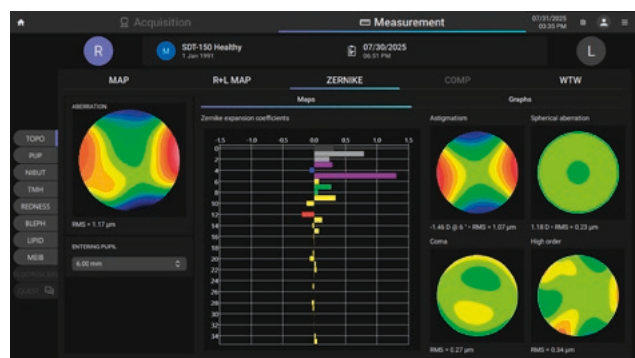 Acquisition
Measurement
07/31/2025
03:35 PM
R
M
SDT-150 Healthy
1 Jan 1991
07/30/2025
06:51 PM
L
MAP
R+L MAP
ZERNIKE
COMP
WTW
Maps
Graphs
TOPO
PUP
NIBUT
TMH
REDNESS
BLEPH
LIPID
MEIB
ABERRATION
RMS = 1.17 μm
ENTERING PUPIL
6.00 mm
Zernike expansion coefficients
-1.5 -1.0 -0.5 0.0 0.5 1.0 1.5
0
2
4
6
8
10
12
14
16
18
20
22
24
26
28
30
32
34
Astigmatism
-1.46 D @ 6 ° • RMS = 1.07 μm
Spherical aberration
1.18 D • RMS = 0.23 μm
Coma
RMS = 0.27 μm
High order
RMS = 0.34 μm